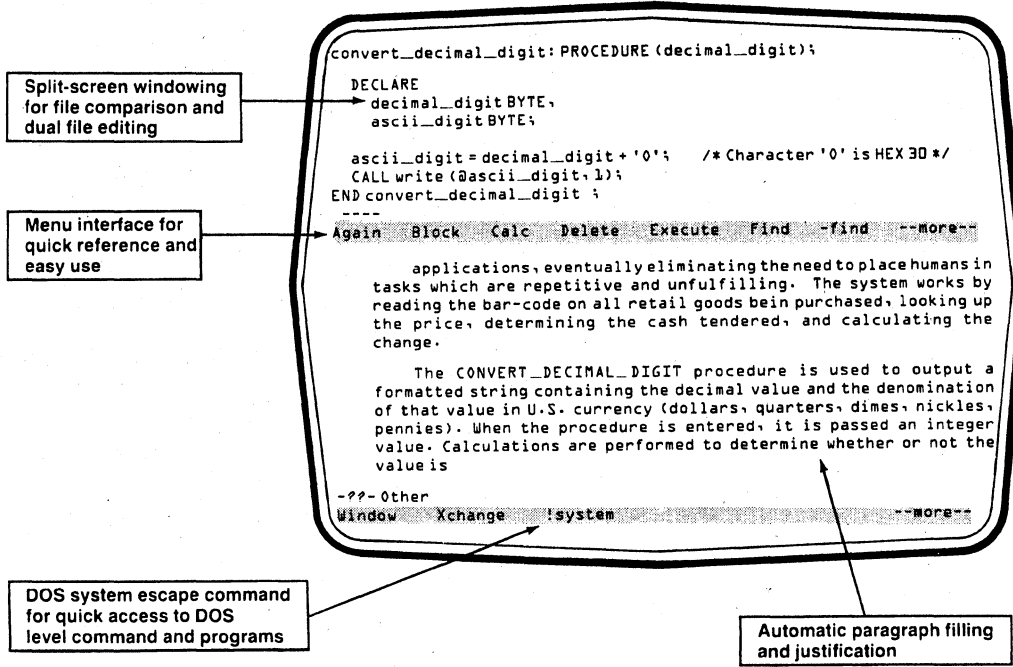 convert_decimal_digit: PROCEDURE (decimal_digit);
DECLARE
decimal_digit BYTE,
ascii_digit BYTE;
ascii_digit = decimal_digit + '0';   /* Character '0' is HEX 30 */
CALL write (@ascii_digit, 1);
END convert_decimal_digit ;
----
Again   Block   Calc   Delete   Execute   Find   -find   --more--
applications, eventually eliminating the need to place humans in
tasks which are repetitive and unfulfilling. The system works by
reading the bar-code on all retail goods bein purchased, looking up
the price, determining the cash tendered, and calculating the
change.
The CONVERT_DECIMAL_DIGIT procedure is used to output a
formatted string containing the decimal value and the denomination
of that value in U.S. currency (dollars, quarters, dimes, nickles,
pennies). When the procedure is entered, it is passed an integer
value. Calculations are performed to determine whether or not the
value is
-??- Other
Window   Xchange   !system   --more--
Split-screen windowing
for file comparison and
dual file editing
Menu interface for
quick reference and
easy use
DOS system escape command
for quick access to DOS
level command and programs
Automatic paragraph filling
and justification